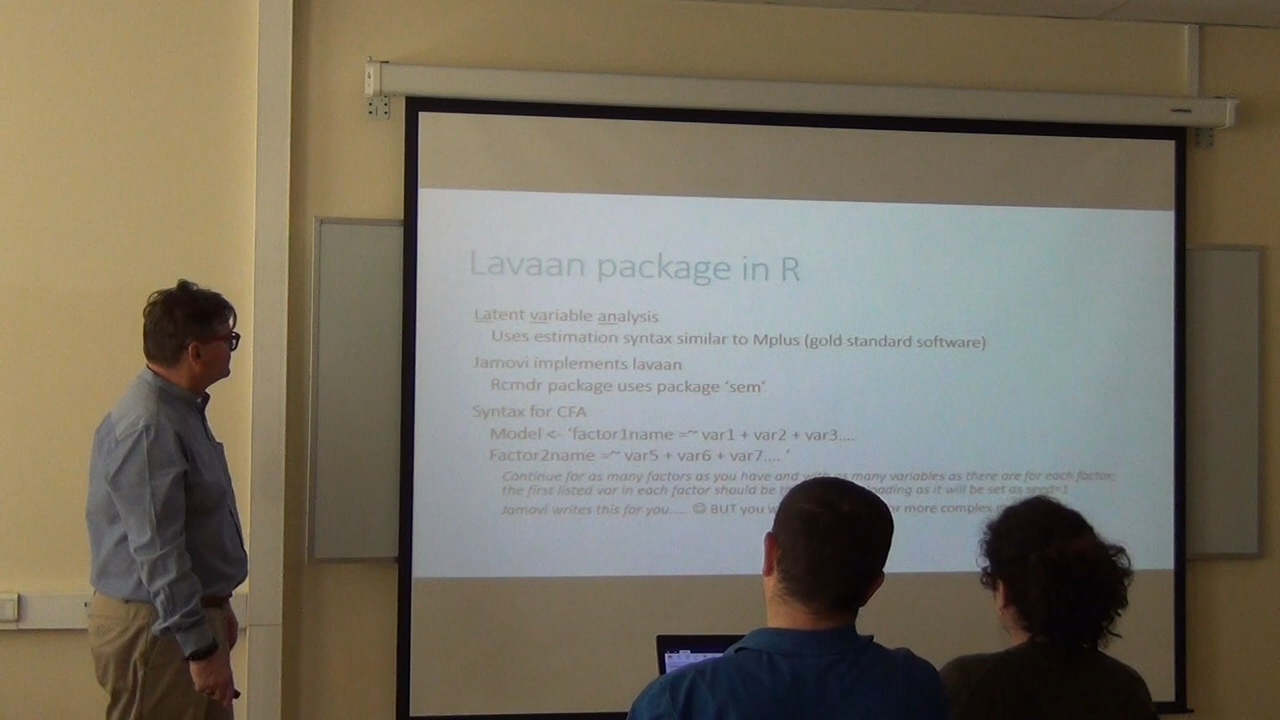 Lavaan package in R
Latent variable analysis
Uses estimation syntax similar to Mplus (gold standard software)
Jamovi implements lavaan
Rcmdr package uses package ‘sem’
Syntax for CFA
Model <- ‘factor1name =~ var1 + var2 + var3....
Factor2name =~ var5 + var6 + var7.... ’
Continue for as many factors as you have and with as many variables as there are for each factor;
the first listed var in each factor should be loading as it will be set as seed=1
Jamovi writes this for you..... ☺ BUT you or more complex